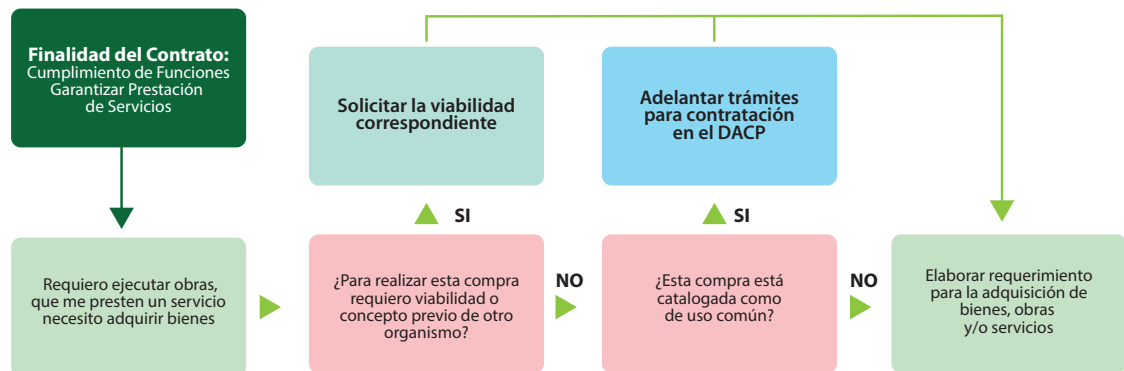 Finalidad del Contrato:
Cumplimiento de Funciones
Garantizar Prestación
de Servicios
Solicitar la viabilidad
correspondiente
Adelantar trámites
para contratación
en el DACP
SI
SI
Requiero ejecutar obras,
que me presten un servicio
necesito adquirir bienes
¿Para realizar esta compra
requiero viabilidad o
concepto previo de otro
organismo?
NO
¿Esta compra está
catalogada como
de uso común?
NO
Elaborar requerimiento
para la adquisición de
bienes, obras
y/o servicios